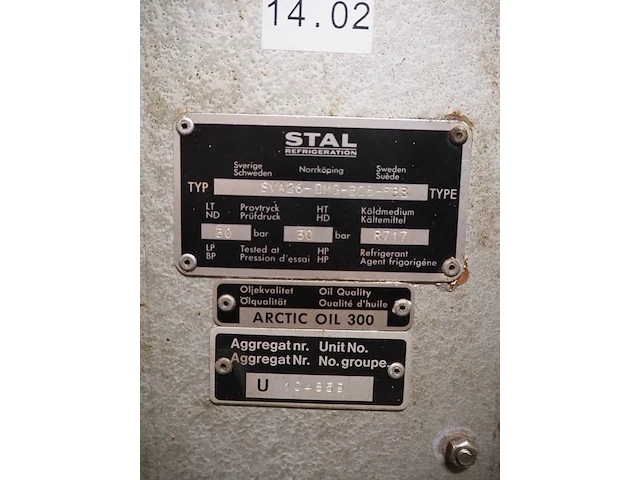 14.02
STAL
REFRIGERATION
Sverige Norrköping Sweden
Schweden Suède
TYP TYPE
LT Provtryck HT Köldmedium
ND Prüfdruck HD Kältemittel
30 bar 30 bar R717
LP Tested at HP Refrigerant
BP Pression d'essai HP Agent frigorigéne
Oljekvalitet Oil Quality
Ölqualität Qualité d'huile
ARCTIC OIL 300
Aggregat nr. Unit No.
Aggregat Nr. No. groupe.
U